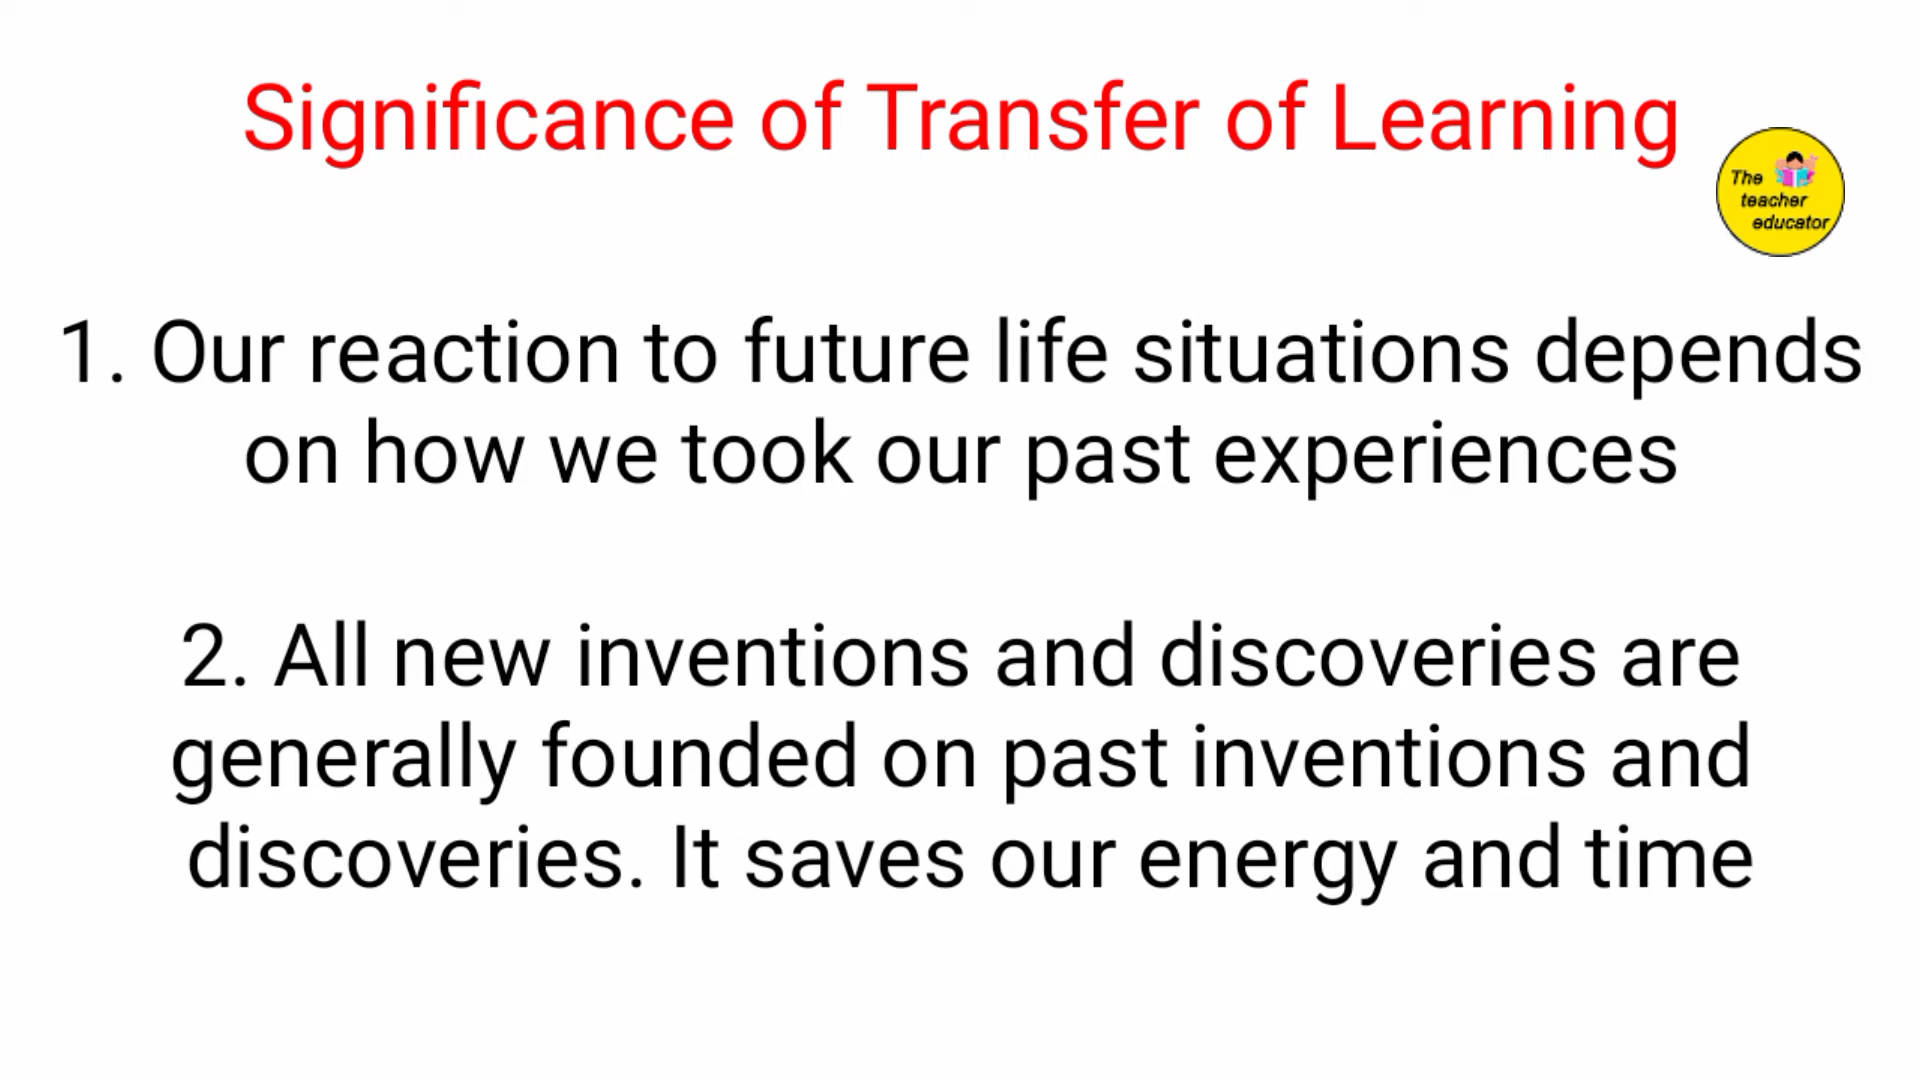 Significance of Transfer of Learning
The
teacher
educator
1. Our reaction to future life situations depends
on how we took our past experiences
2. All new inventions and discoveries are
generally founded on past inventions and
discoveries. It saves our energy and time